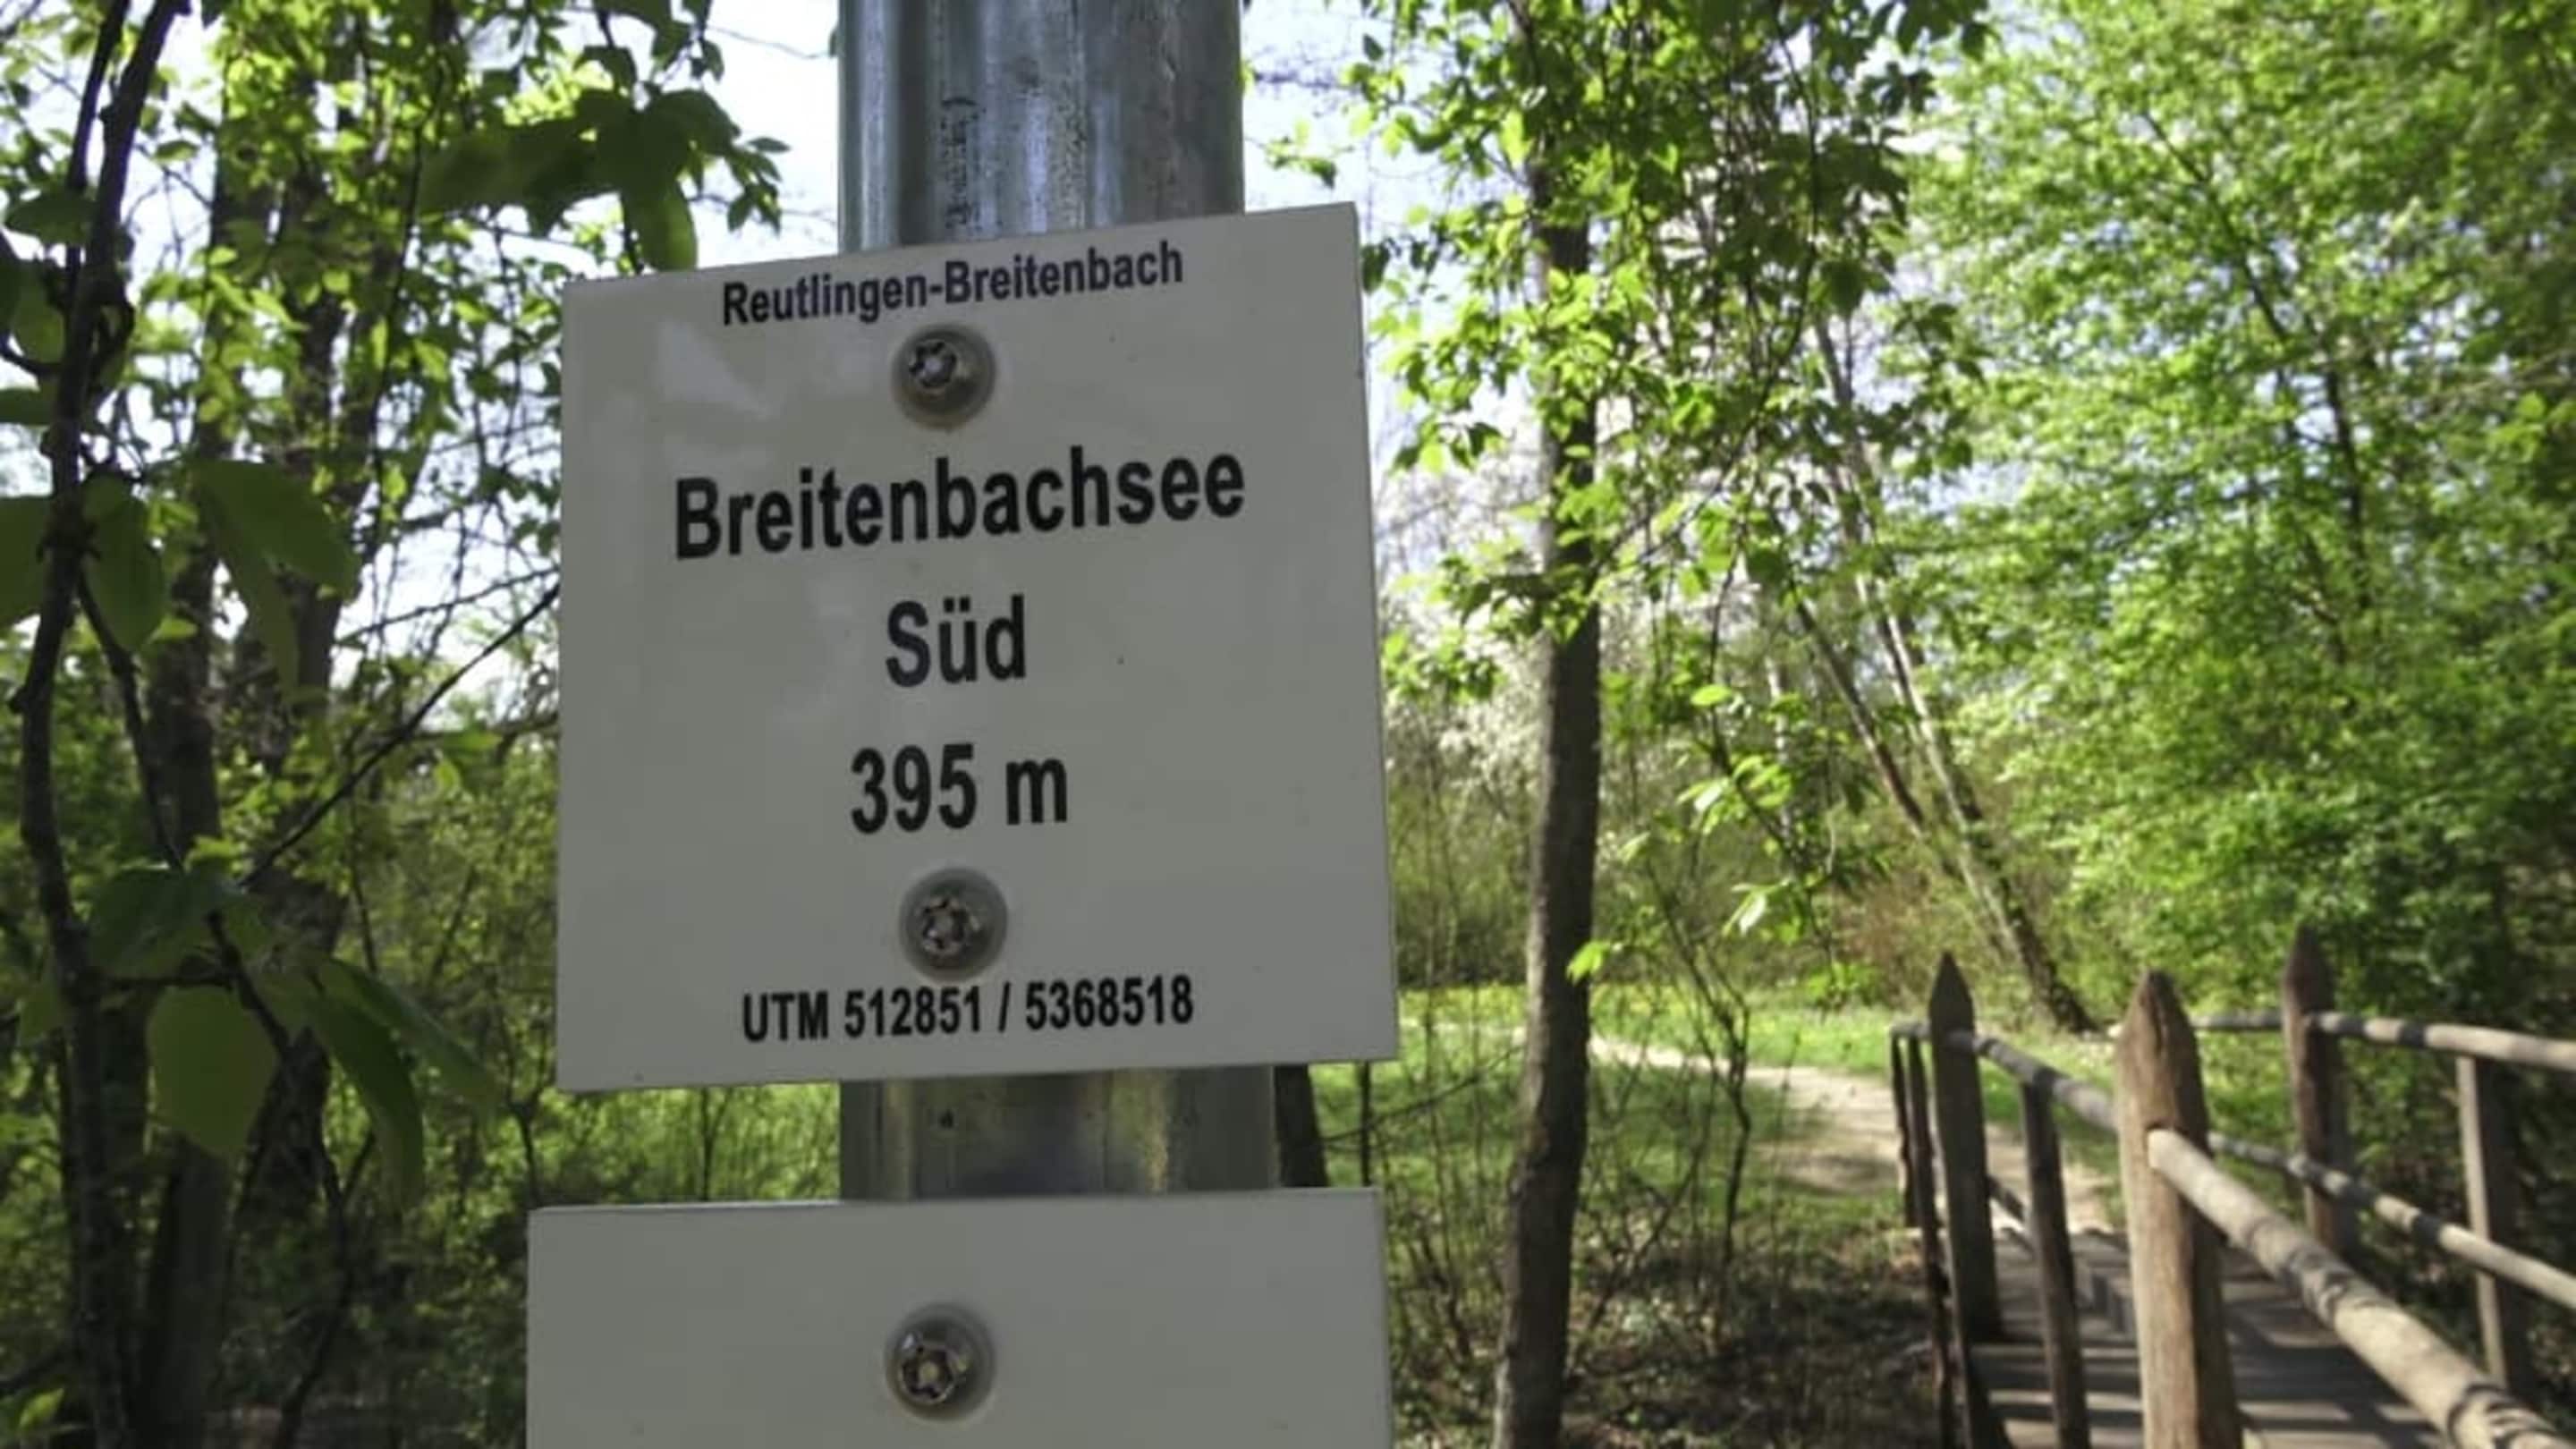 Reutlingen-Breitenbach
Breitenbachsee
Süd
395 m
UTM 512851 / 5368518